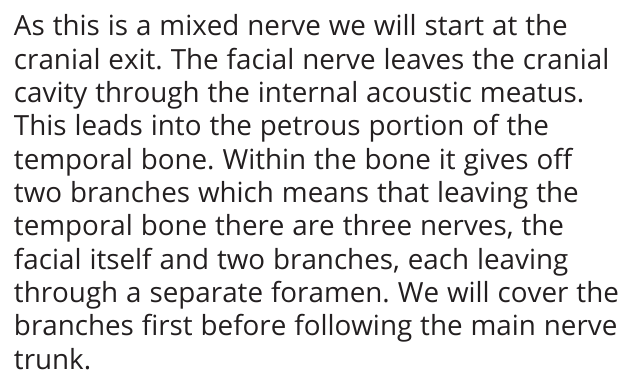 As this is a mixed nerve we will start at the
cranial exit. The facial nerve leaves the cranial
cavity through the internal acoustic meatus.
This leads into the petrous portion of the
temporal bone. Within the bone it gives off
two branches which means that leaving the
temporal bone there are three nerves, the
facial itself and two branches, each leaving
through a separate foramen. We will cover the
branches first before following the main nerve
trunk.